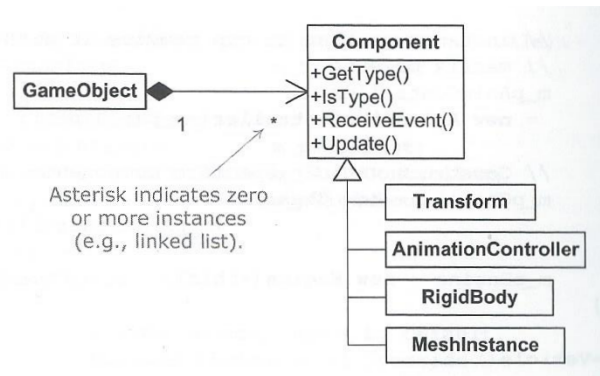 Component
GameObject
+GetType()
+IsType()
+ReceiveEvent()
+Update()
1
*
Asterisk indicates zero
or more instances
(e.g., linked list).
Transform
AnimationController
RigidBody
MeshInstance